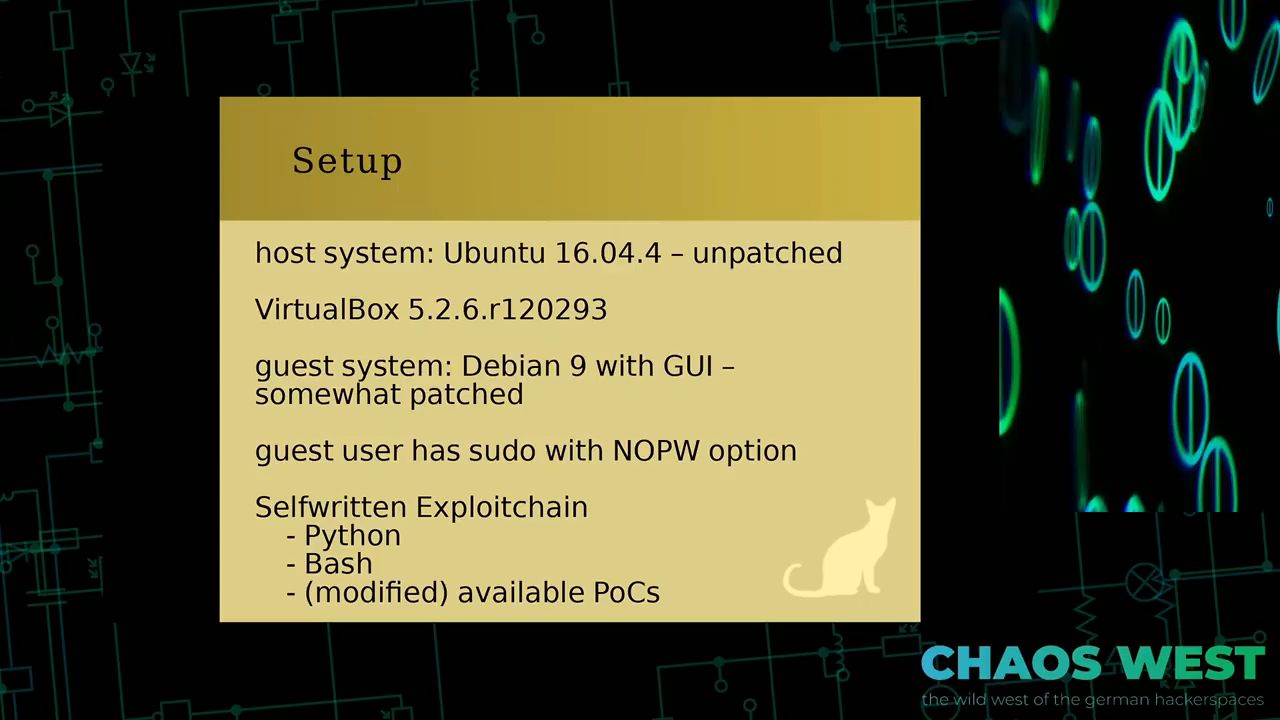 Setup
host system: Ubuntu 16.04.4 – unpatched
VirtualBox 5.2.6.r120293
guest system: Debian 9 with GUI –
somewhat patched
guest user has sudo with NOPW option
Selfwritten Exploitchain
- Python
- Bash
- (modified) available PoCs
CHAOS WEST
the wild west of the german hackerspaces